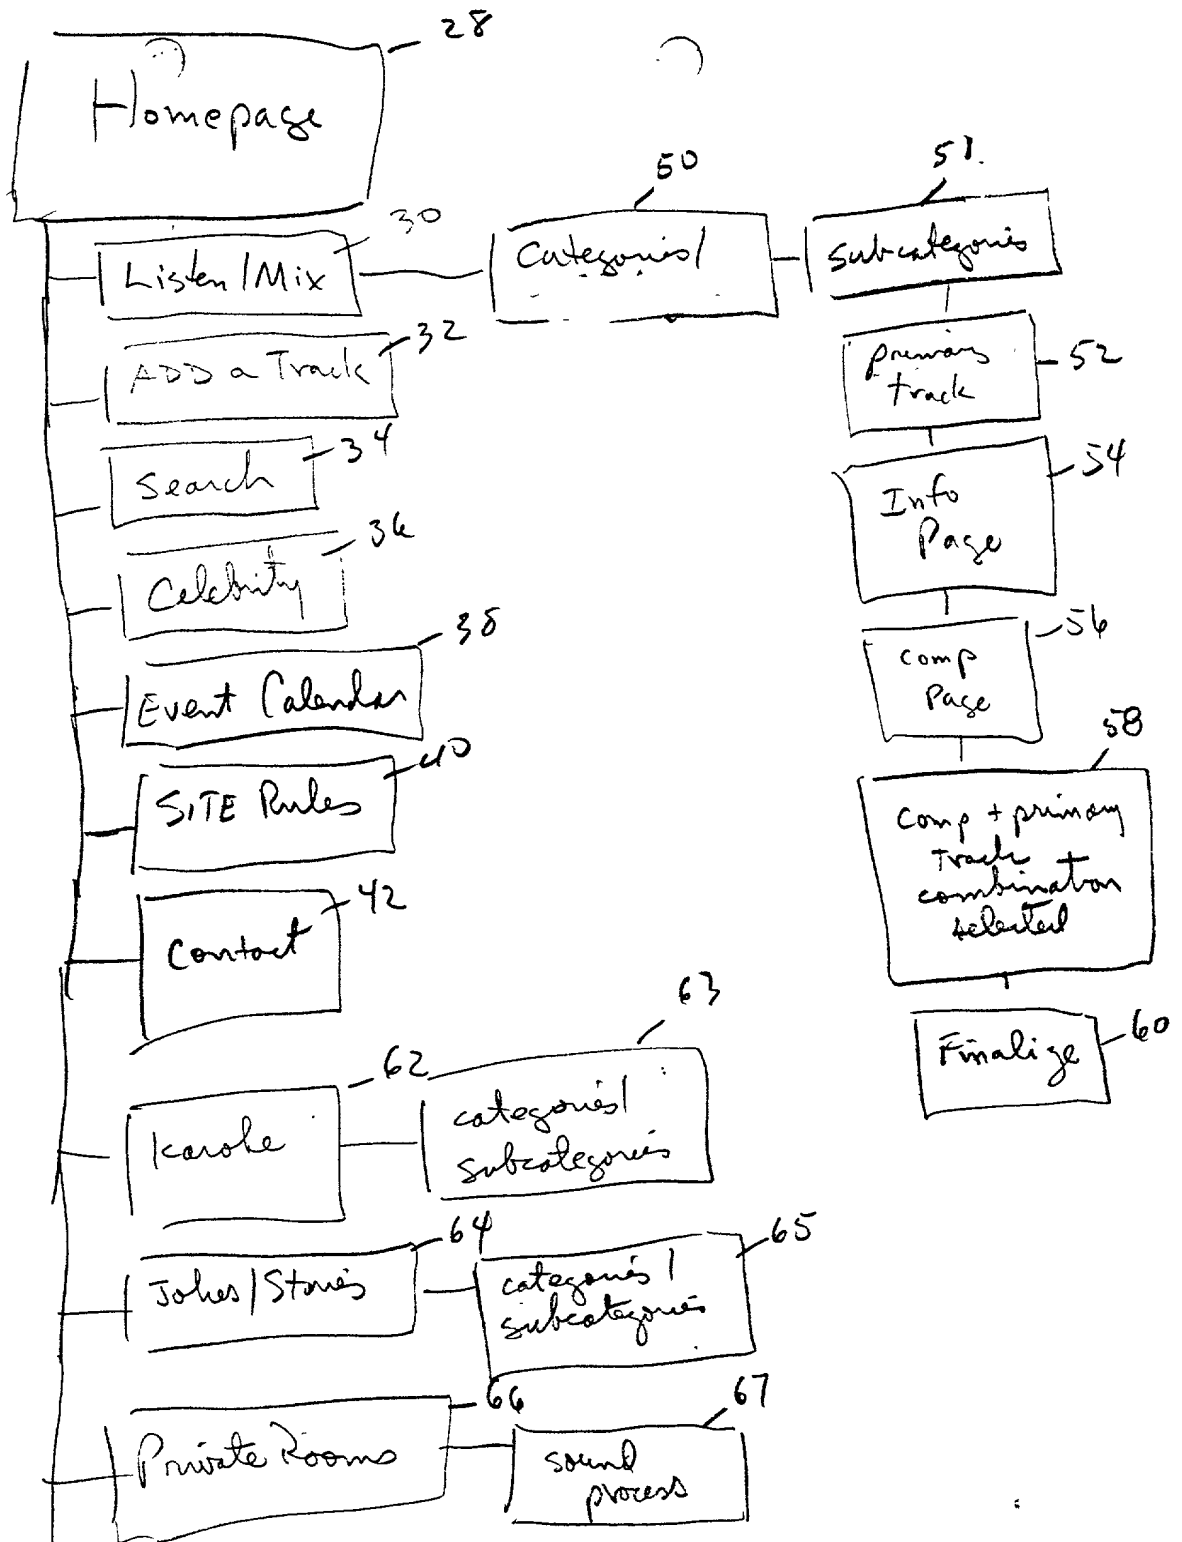 28
Homepage
50
51.
30
Listen/Mix
Categories/
Subcategories
32
ADD a Track
primary
track
52
34
Search
54
Info
Page
36
Celebrity
38
Event Calendar
56
comp
Page
40
SITE Rules
58
comp + primary
Track +
combination
selected
42
Contact
63
60
Finalize
62
Karoke
categories/
subcategories
64
Jokes/Stories
65
categories/
subcategories
66
Private Rooms
67
sound
process